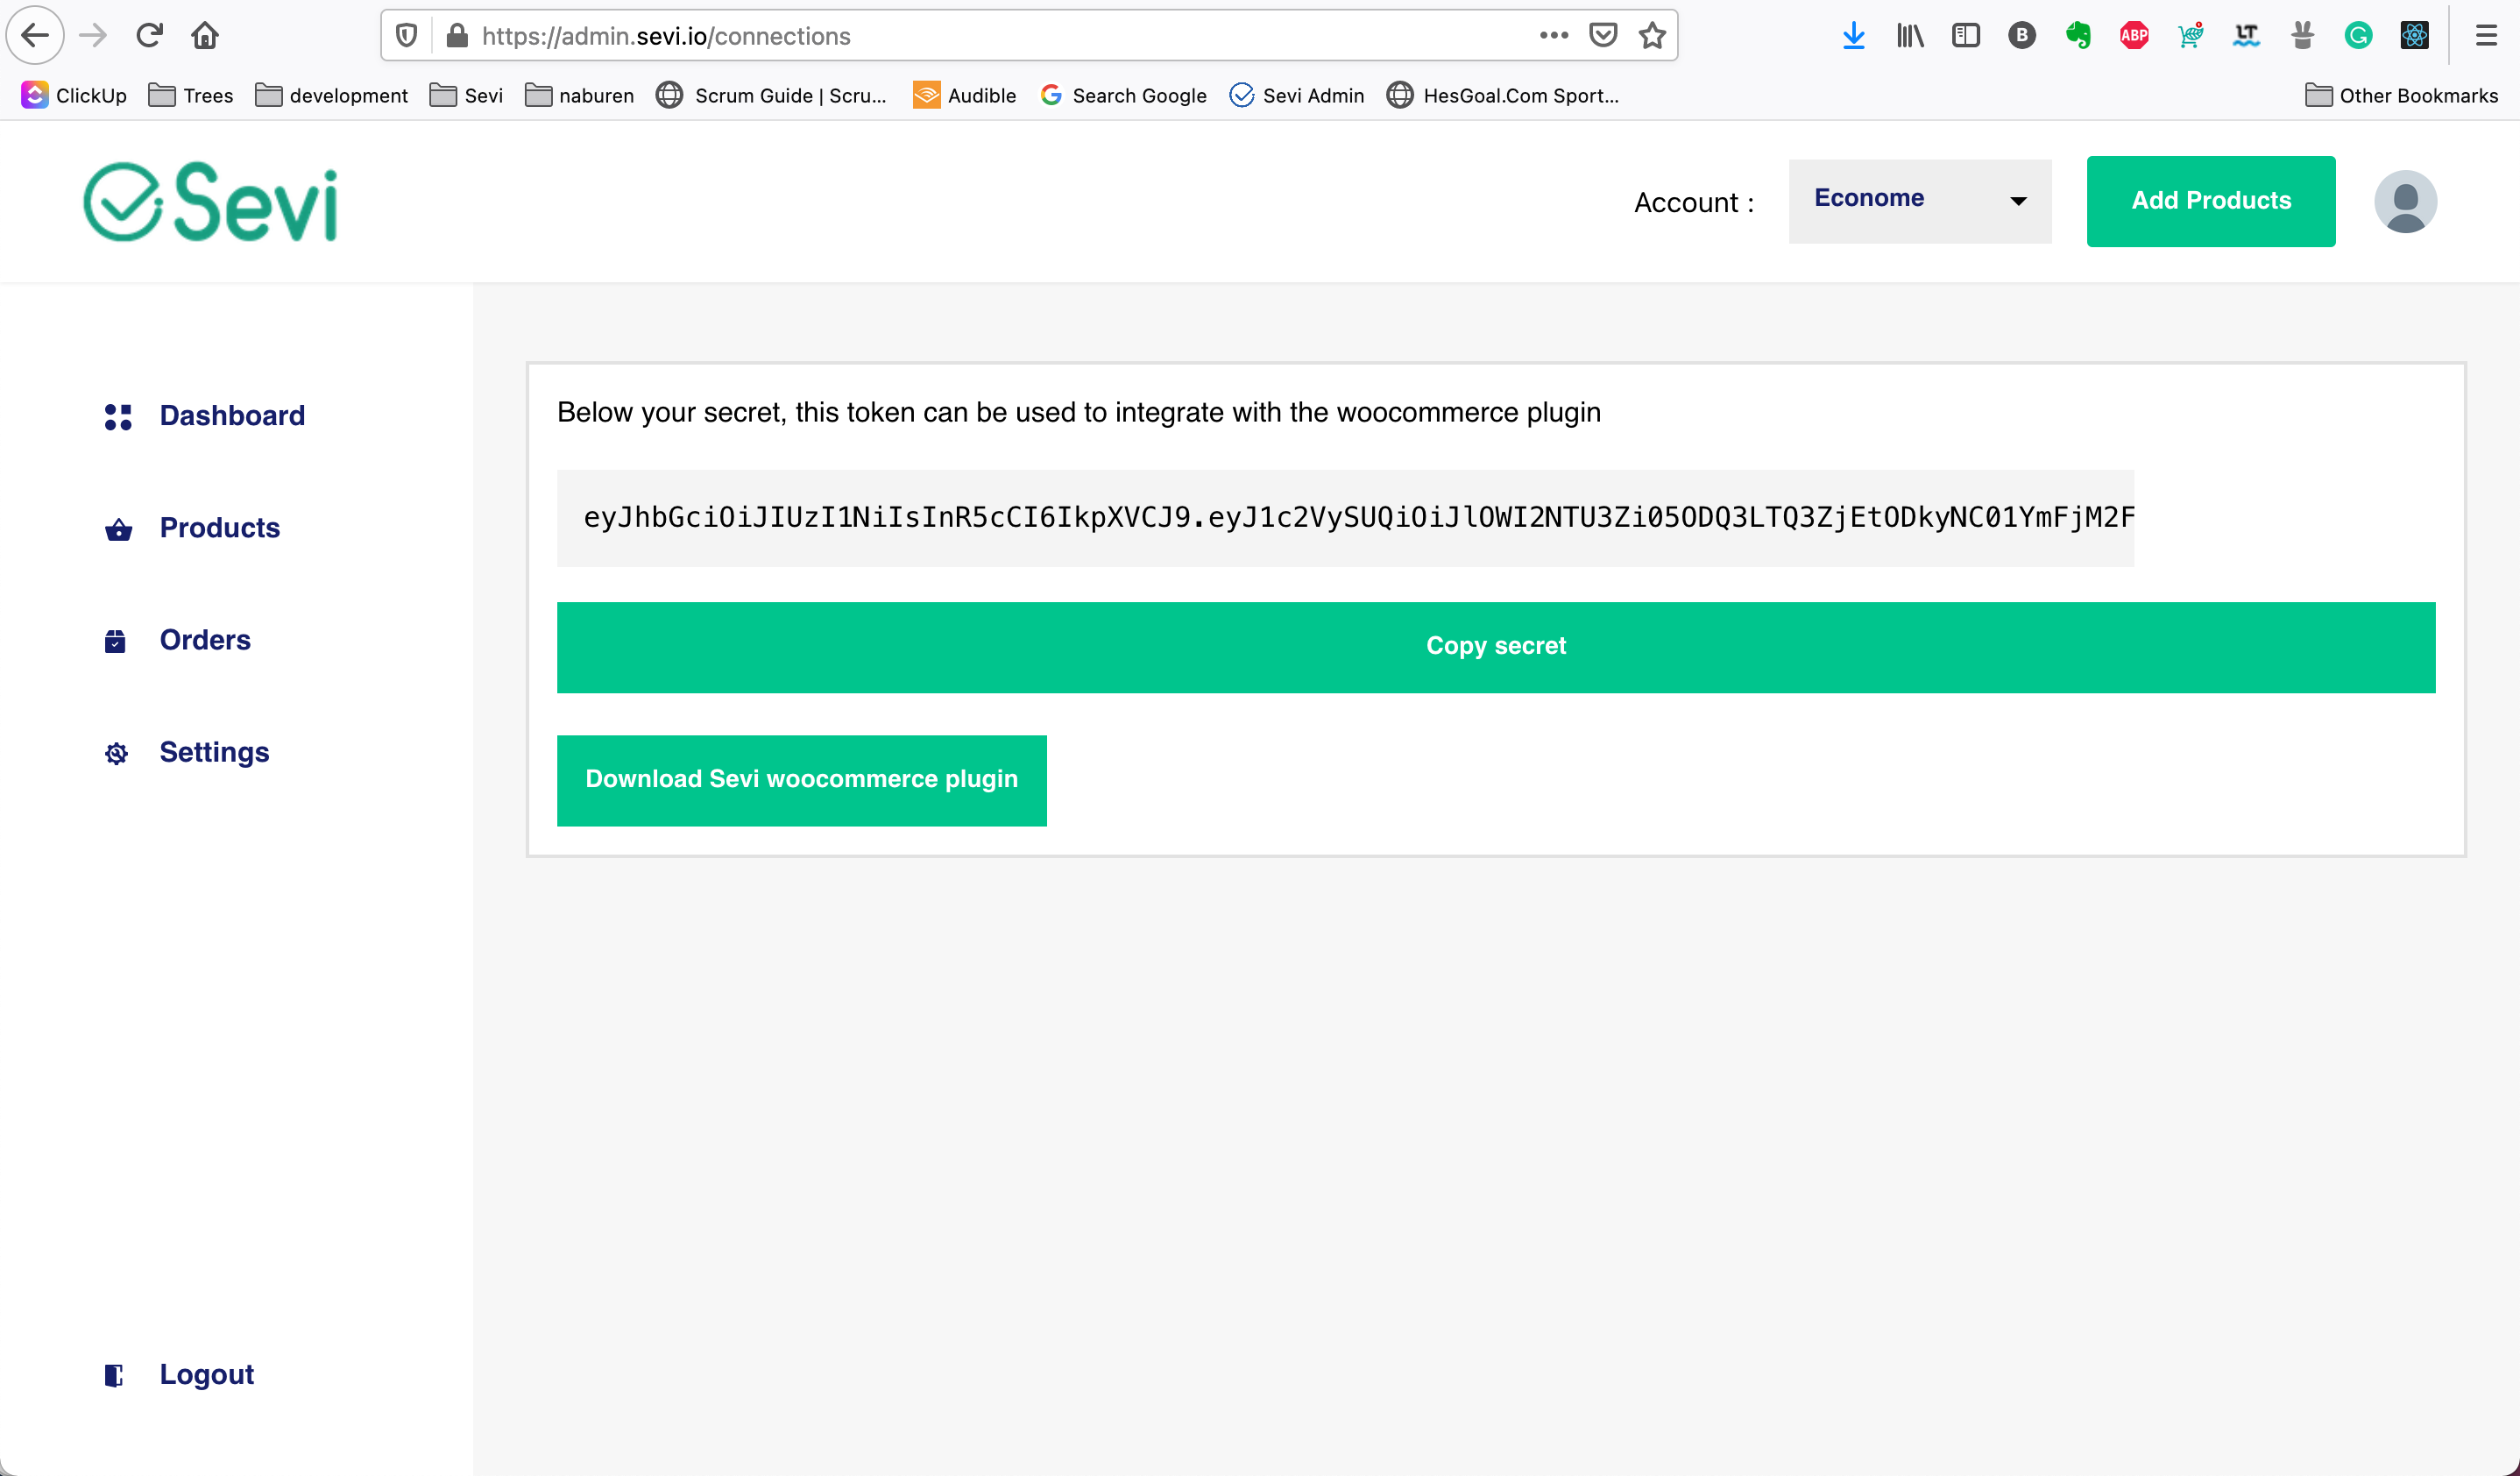 https://admin.sevi.io/connections
ClickUp Trees development Sevi naburen Scrum Guide | Scru... Audible Search Google Sevi Admin HesGoal.Com Sport... Other Bookmarks
Sevi
Account : Econome Add Products
Dashboard
Products
Orders
Settings
Logout
Below your secret, this token can be used to integrate with the woocommerce plugin
eyJhbGciOiJIUzI1NiIsInR5cCI6IkpXVCJ9.eyJ1c2VySUQiOiJlOWI2NTU3Zi05ODQ3LTQ3ZjEtODkyNC01YmFjM2F
Copy secret
Download Sevi woocommerce plugin